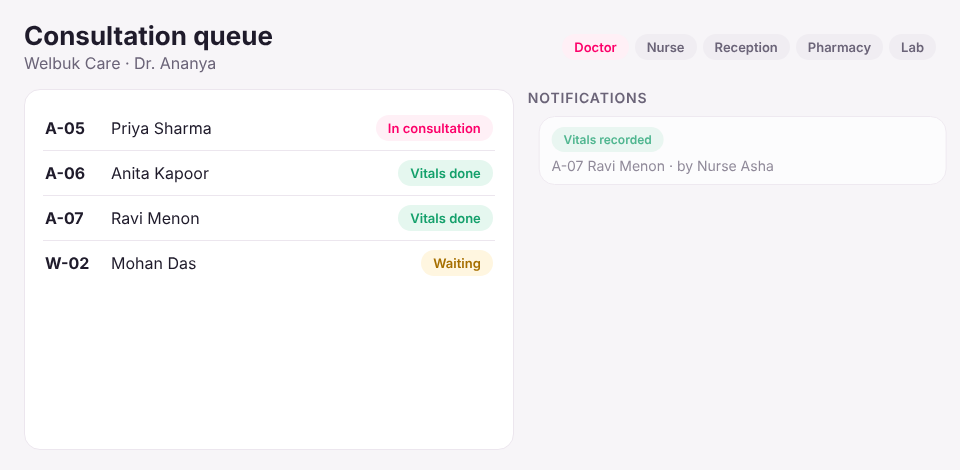 Consultation queue
Welbuk Care · Dr. Ananya
Doctor Nurse Reception Pharmacy Lab
A-05 Priya Sharma In consultation
A-06 Anita Kapoor Vitals done
A-07 Ravi Menon Vitals done
W-02 Mohan Das Waiting
NOTIFICATIONS
Vitals recorded
A-07 Ravi Menon · by Nurse Asha